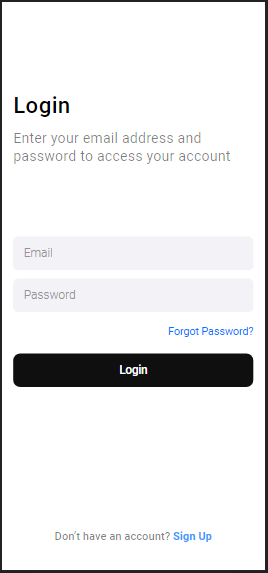 Login
Enter your email address and
password to access your account
Email
Password
Forgot Password?
Login
Don't have an account? Sign Up